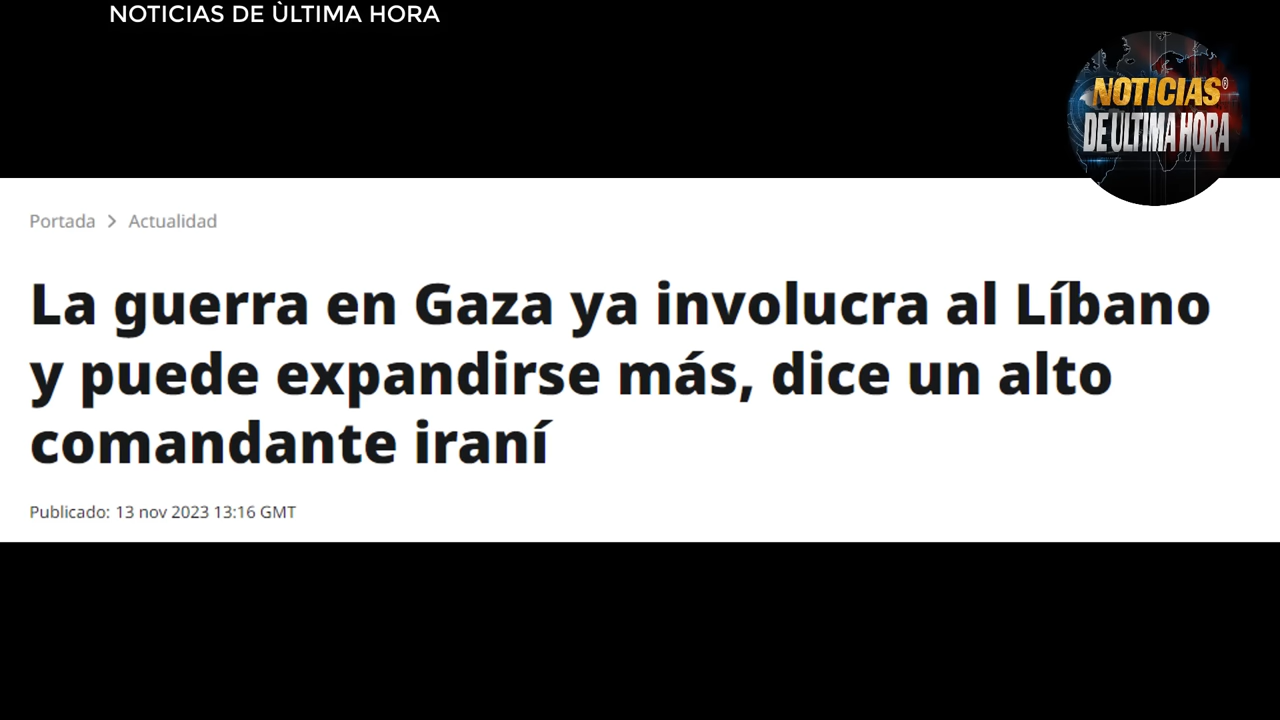 NOTICIAS DE ÙLTIMA HORA
NOTICIAS®
DE ULTIMA HORA
Portada > Actualidad
La guerra en Gaza ya involucra al Líbano
y puede expandirse más, dice un alto
comandante iraní
Publicado: 13 nov 2023 13:16 GMT